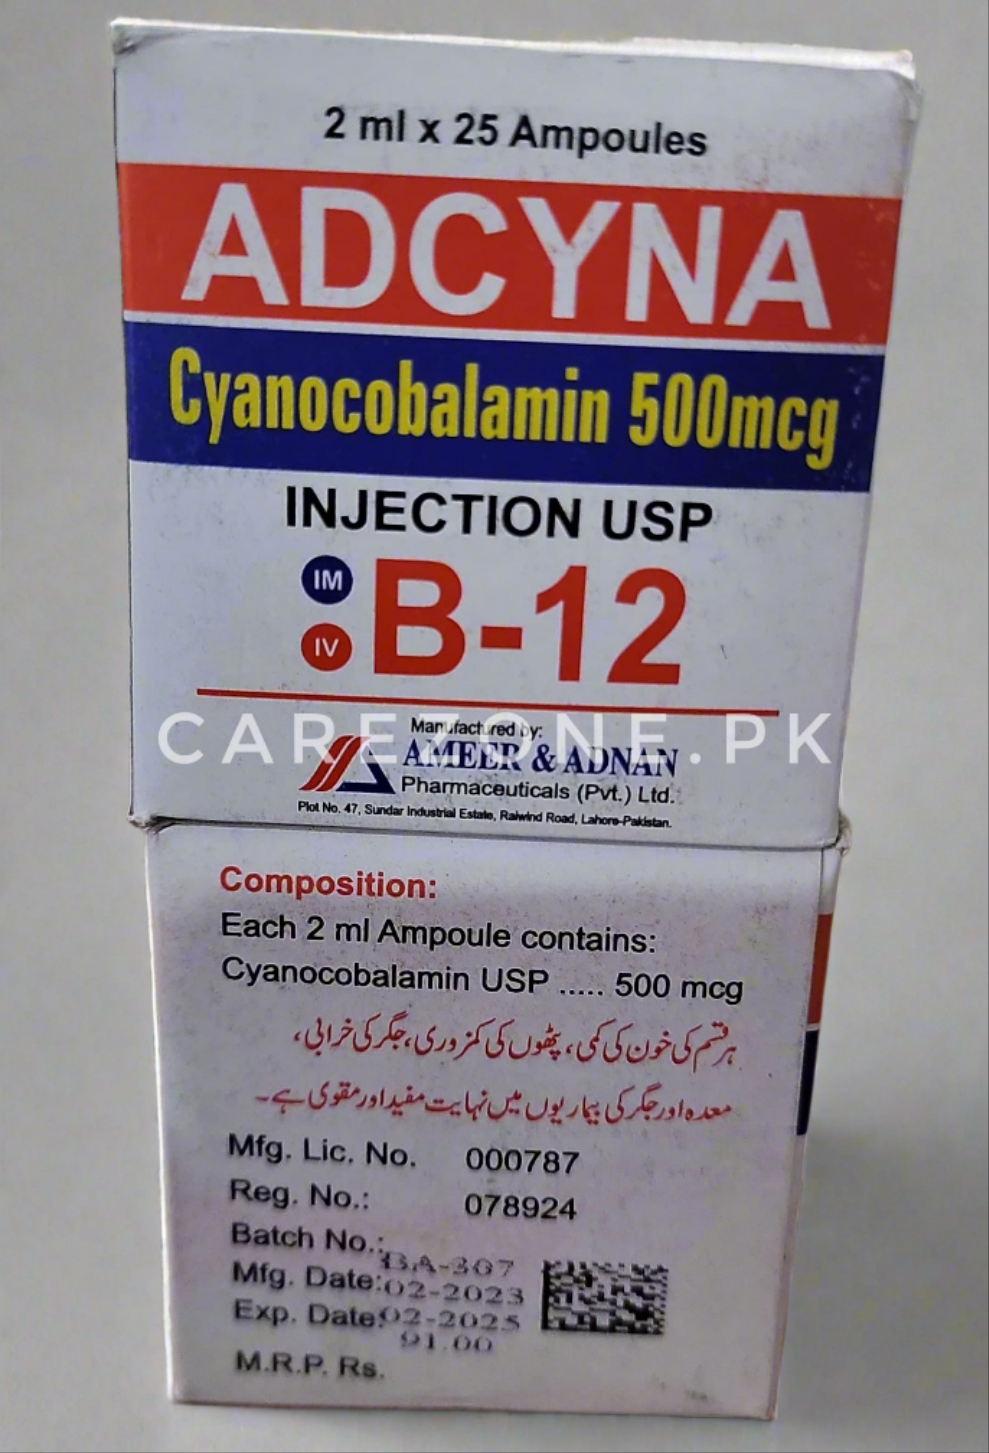 2 ml x 25 Ampoules
ADCYNA
Cyanocobalamin 500mcg
INJECTION USP
IM
B-12
IV
Manufactured by:
AMEER & ADNAN
CAREZONE.PK
Pharmaceuticals (Pvt.) Ltd.
Plot No. 47, Sundar Industrial Estate, Raiwind Road, Lahore-Pakistan.
Composition:
Each 2 ml Ampoule contains:
Cyanocobalamin USP ..... 500 mcg
ہر قسم کی خون کی کمی، پٹھوں کی کمزوری، جگر کی خرابی،
معدہ اور جگر کی بیماریوں میں نہایت مفید اور مقوی ہے۔
Mfg. Lic. No. 000787
Reg. No.: 078924
Batch No.: BA-307
Mfg. Date: 02-2023
Exp. Date: 02-2025
91.00
M.R.P. Rs.